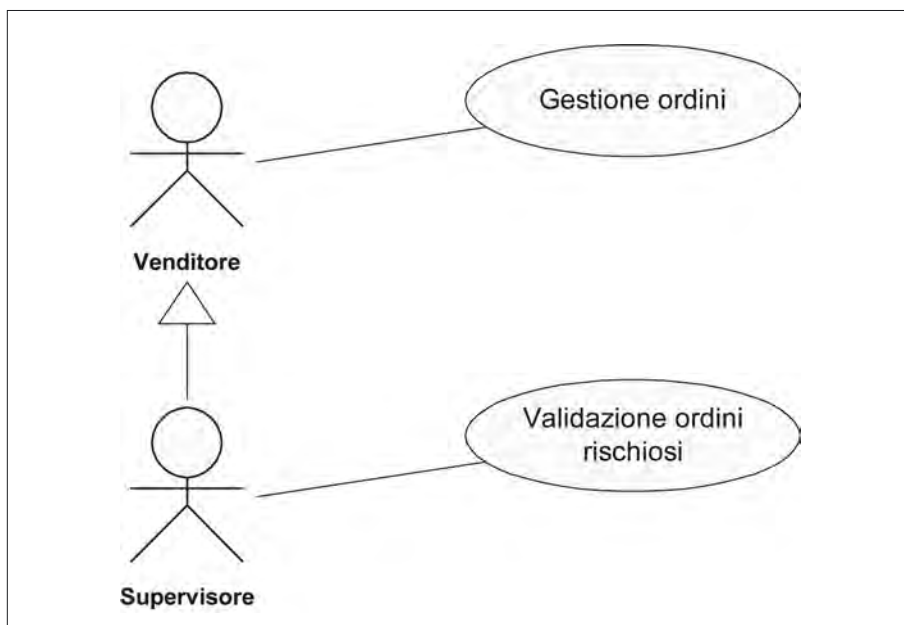 Gestione ordini
Venditore
Validazione ordini
rischiosi
Supervisore